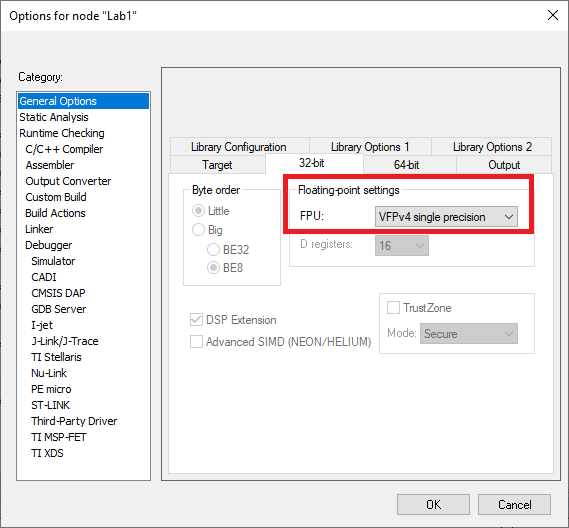 Options for node "Lab1"
Category:
General Options
Static Analysis
Runtime Checking
C/C++ Compiler
Assembler
Output Converter
Custom Build
Build Actions
Linker
Debugger
Simulator
CADI
CMSIS DAP
GDB Server
I-jet
J-Link/J-Trace
TI Stellaris
Nu-Link
PE micro
ST-LINK
Third-Party Driver
TI MSP-FET
TI XDS
Library Configuration Library Options 1 Library Options 2
Target 32-bit 64-bit Output
Byte order
Little
Big
BE32
BE8
Floating-point settings
FPU: VFPv4 single precision
D registers: 16
DSP Extension
Advanced SIMD (NEON/HELIUM)
TrustZone
Mode: Secure
OK Cancel